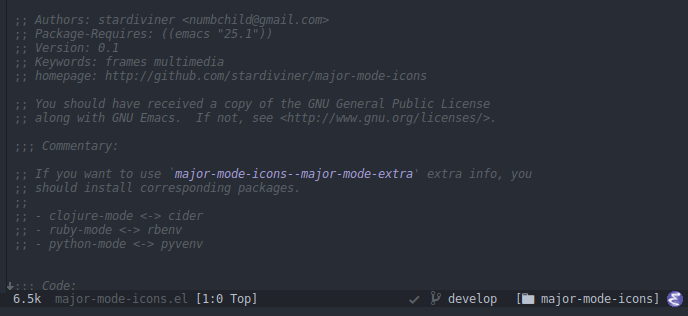 ;; Authors: stardiviner <numbchild@gmail.com>
;; Package-Requires: ((emacs "25.1"))
;; Version: 0.1
;; Keywords: frames multimedia
;; homepage: http://github.com/stardiviner/major-mode-icons
;; You should have received a copy of the GNU General Public License
;; along with GNU Emacs.  If not, see <http://www.gnu.org/licenses/>.
;;; Commentary:
;; If you want to use `major-mode-icons--major-mode-extra' extra info, you
;; should install corresponding packages.
;;
;; - clojure-mode <-> cider
;; - ruby-mode <-> rbenv
;; - python-mode <-> pyvenv
;;; Code:
6.5k major-mode-icons.el [1:0 Top] develop [major-mode-icons]